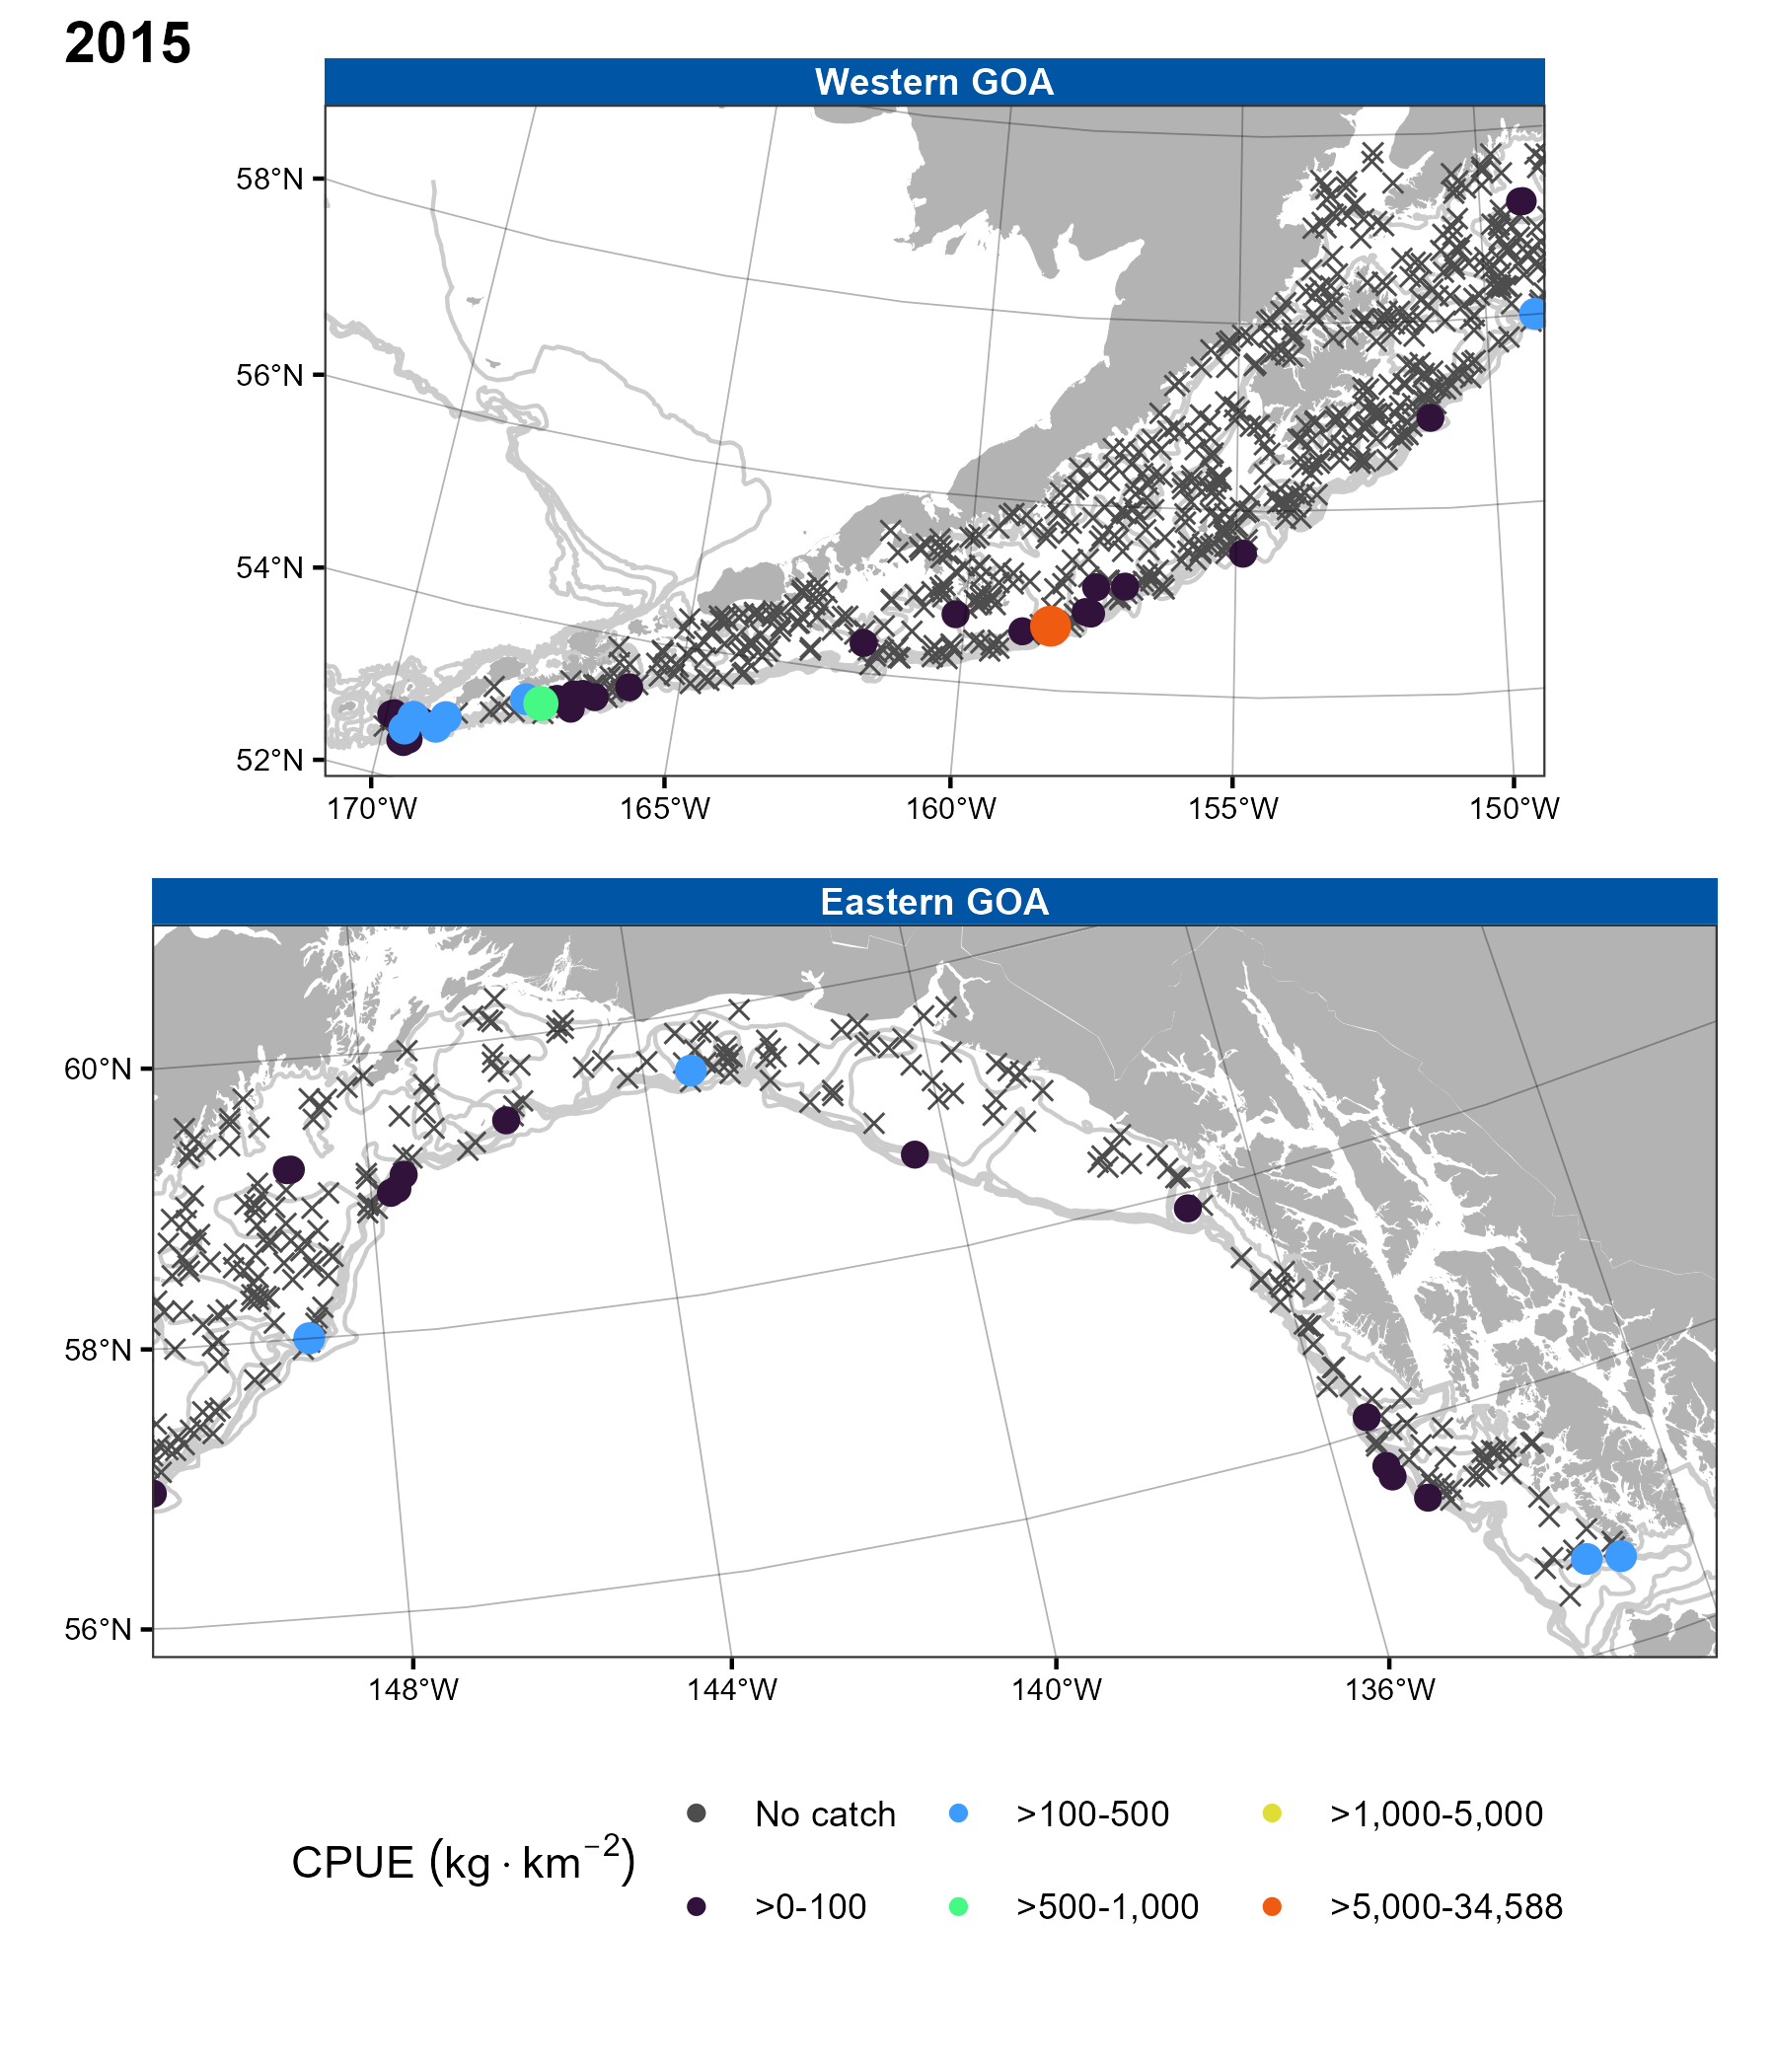 2015
Western GOA
58°N
56°N
54°N
52°N
170°W 165°W 160°W 155°W 150°W
Eastern GOA
60°N
58°N
56°N
148°W 144°W 140°W 136°W
CPUE (kg · km⁻²)
No catch >100-500 >1,000-5,000
>0-100 >500-1,000 >5,000-34,588